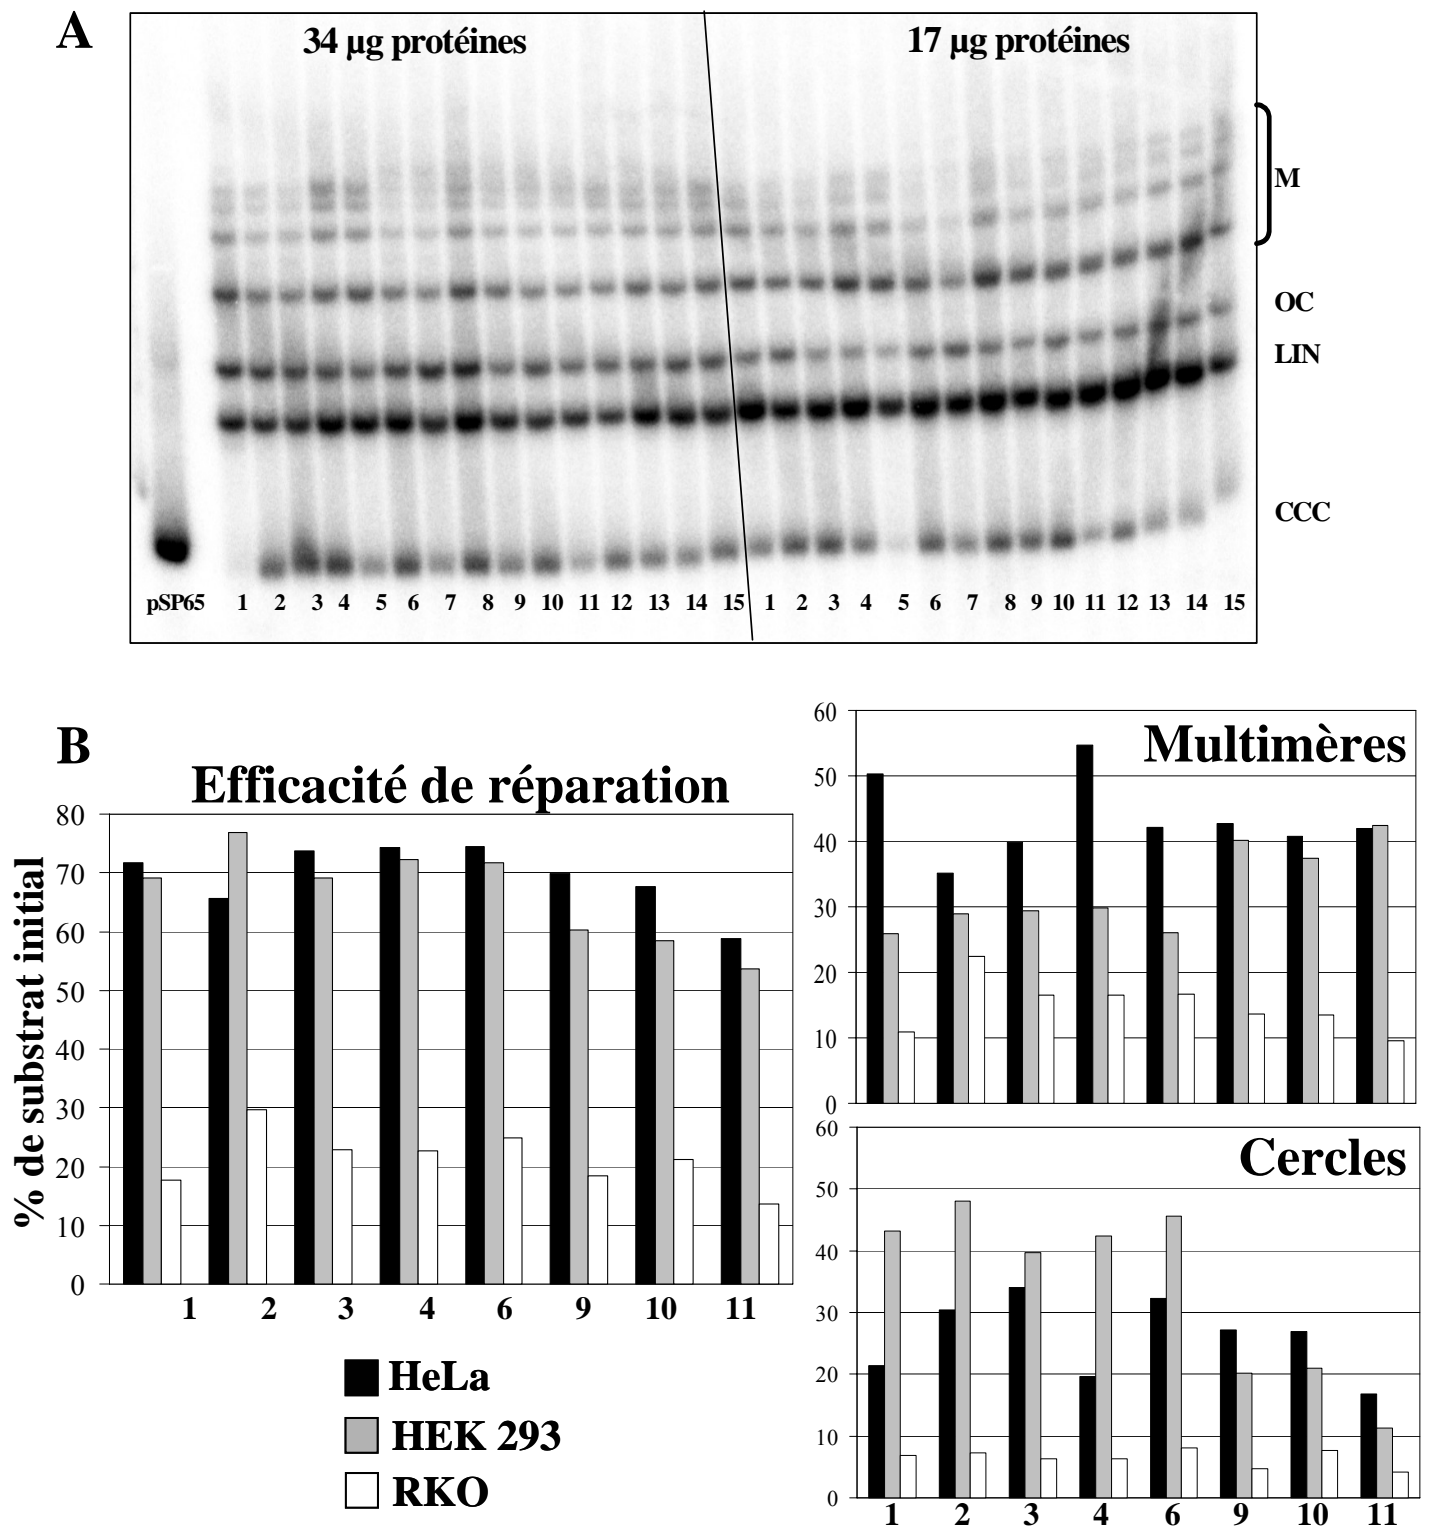 A
34 µg protéines
17 µg protéines
M
OC
LIN
CCC
pSP65 1 2 3 4 5 6 7 8 9 10 11 12 13 14 15 1 2 3 4 5 6 7 8 9 10 11 12 13 14 15
B
Efficacité de réparation
% de substrat initial
80
70
60
50
40
30
20
10
0
1 2 3 4 6 9 10 11
HeLa
HEK 293
RKO
Multimères
60
50
40
30
20
10
0
Cercles
60
50
40
30
20
10
0
1 2 3 4 6 9 10 11